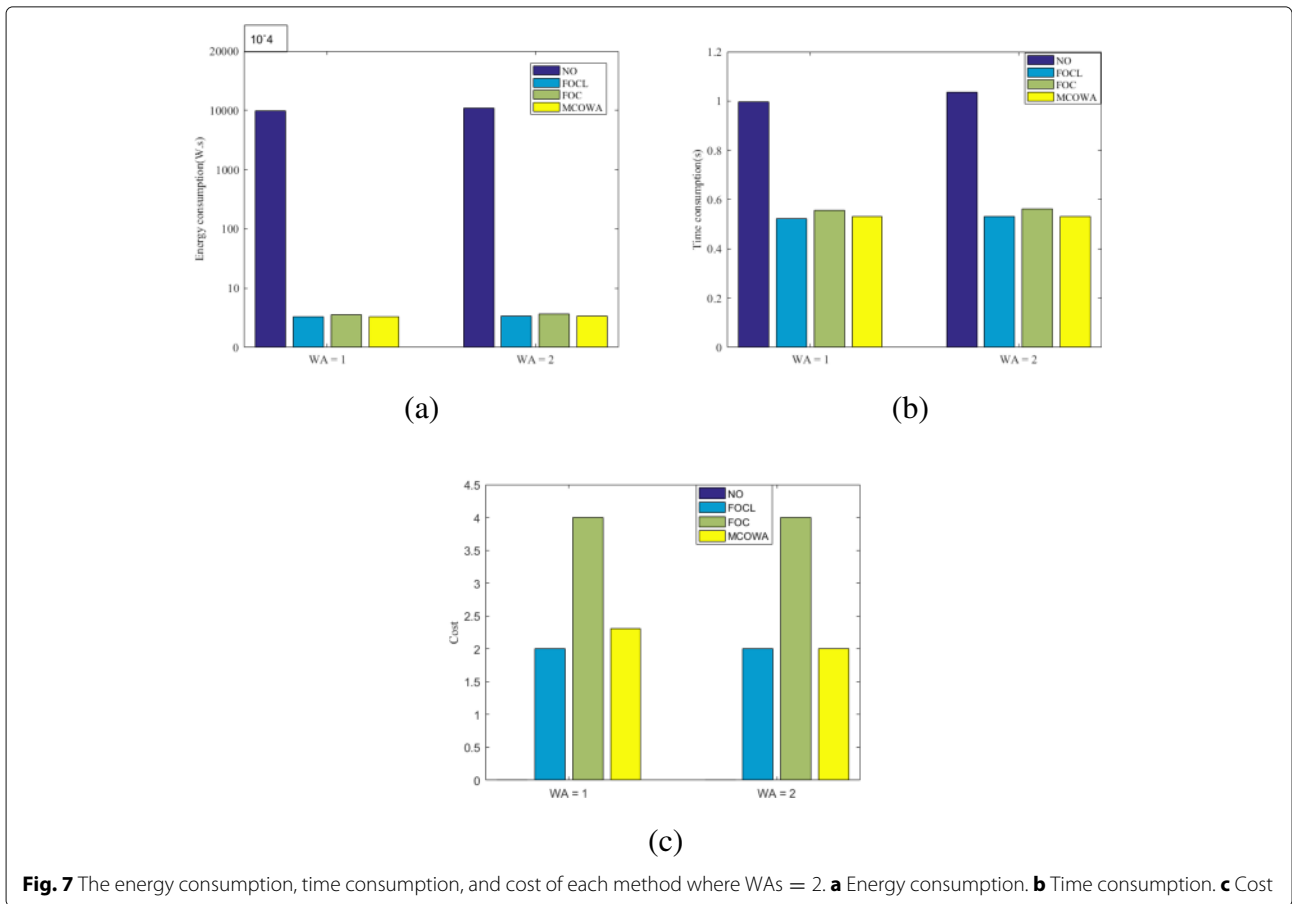 10ˆ4
20000
10000
1000
100
10
0
Energy consumption(W.s)
NO
FOCL
FOC
MCOWA
WA = 1
WA = 2
(a)
1.2
1
0.8
0.6
0.4
0.2
0
Time consumption(s)
NO
FOCL
FOC
MCOWA
WA = 1
WA = 2
(b)
4.5
4
3.5
3
2.5
2
1.5
1
0.5
0
Cost
NO
FOCL
FOC
MCOWA
WA = 1
WA = 2
(c)
Fig. 7 The energy consumption, time consumption, and cost of each method where WAs = 2. a Energy consumption. b Time consumption. c Cost